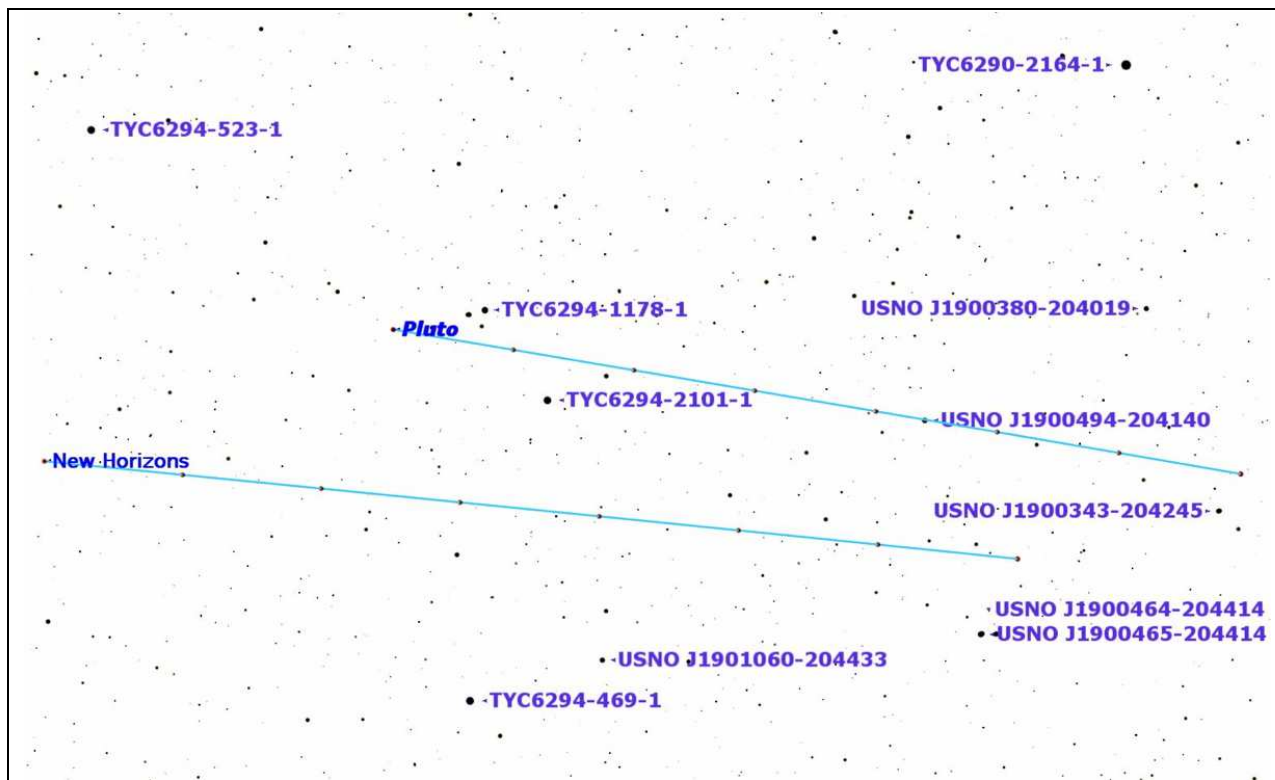 TYC6290-2164-1
TYC6294-523-1
TYC6294-1178-1
USNO J1900380-204019
Pluto
TYC6294-2101-1
USNO J1900494-204140
New Horizons
USNO J1900343-204245
USNO J1900464-204414
USNO J1900465-204414
USNO J1901060-204433
TYC6294-469-1